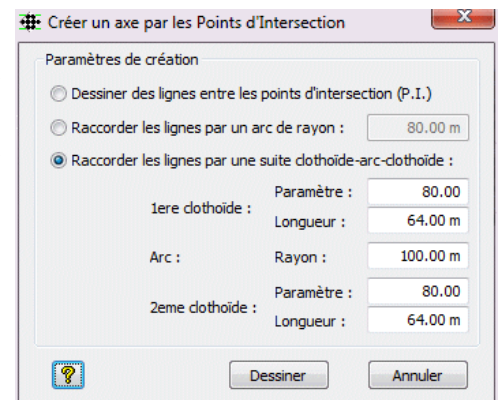 Créer un axe par les Points d'Intersection
Paramètres de création
Dessiner des lignes entre les points d'intersection (P.I.)
Raccorder les lignes par un arc de rayon : 80.00 m
Raccorder les lignes par une suite clothoïde-arc-clothoïde :
1ere clothoïde : Paramètre : 80.00
Longueur : 64.00 m
Arc : Rayon : 100.00 m
2eme clothoïde : Paramètre : 80.00
Longueur : 64.00 m
? Dessiner Annuler